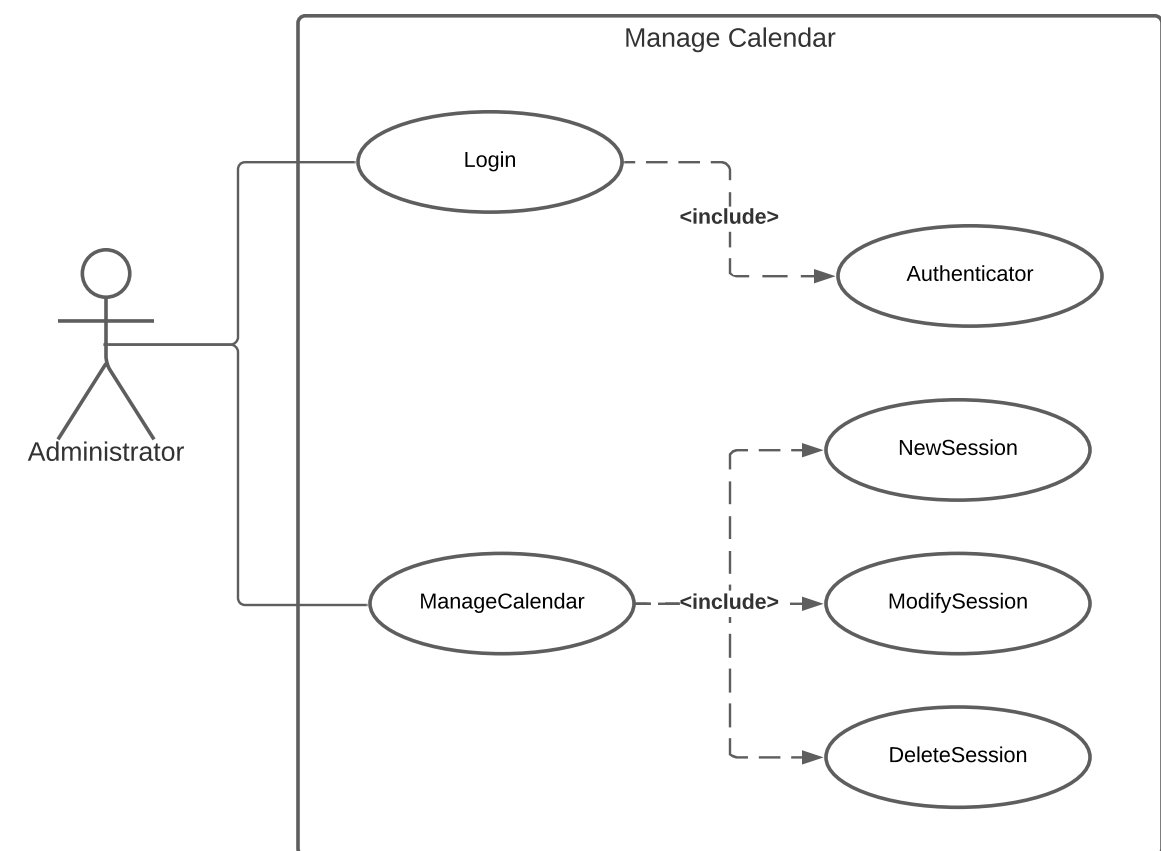 Manage Calendar
Login
<include>
Authenticator
Administrator
NewSession
ManageCalendar
<include>
ModifySession
DeleteSession